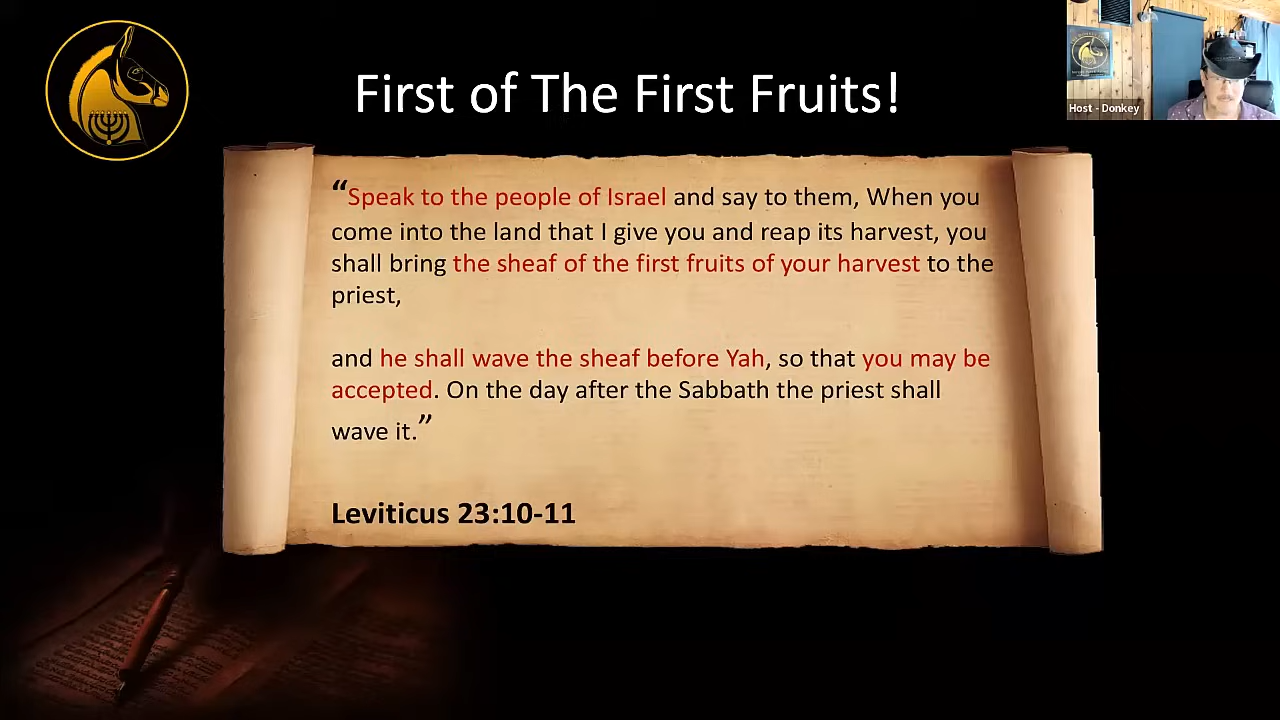 First of The First Fruits!
Host - Donkey
“Speak to the people of Israel and say to them, When you
come into the land that I give you and reap its harvest, you
shall bring the sheaf of the first fruits of your harvest to the
priest,
and he shall wave the sheaf before Yah, so that you may be
accepted. On the day after the Sabbath the priest shall
wave it.”
Leviticus 23:10-11